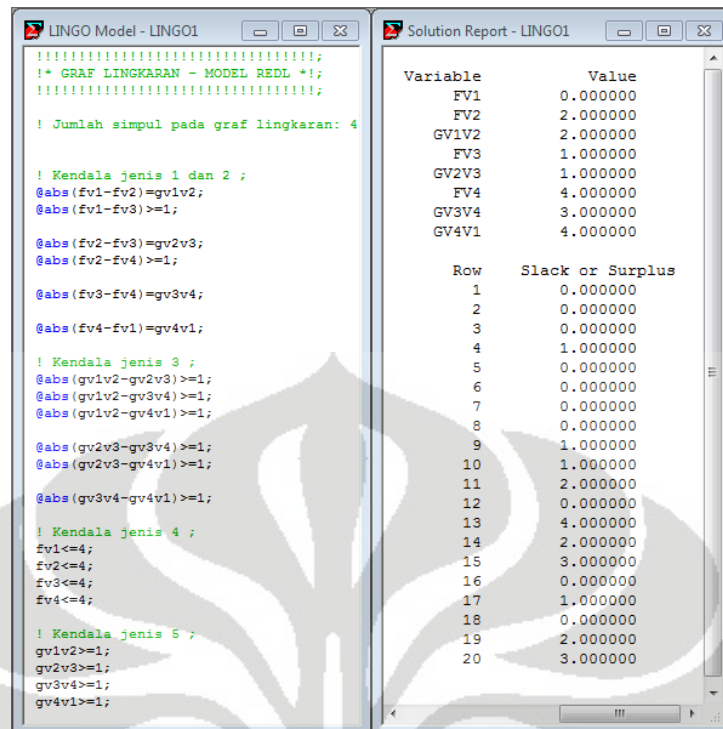 LINGO Model - LINGO1
!!!!!!!!!!!!!!!!!!!!!!!!!!!!!!!!!;
!* GRAF LINGKARAN - MODEL REDL *!;
!!!!!!!!!!!!!!!!!!!!!!!!!!!!!!!!!;
! Jumlah simpul pada graf lingkaran: 4
! Kendala jenis 1 dan 2 ;
@abs(fv1-fv2)=gv1v2;
@abs(fv1-fv3)>=1;
@abs(fv2-fv3)=gv2v3;
@abs(fv2-fv4)>=1;
@abs(fv3-fv4)=gv3v4;
@abs(fv4-fv1)=gv4v1;
! Kendala jenis 3 ;
@abs(gv1v2-gv2v3)>=1;
@abs(gv1v2-gv3v4)>=1;
@abs(gv1v2-gv4v1)>=1;
@abs(gv2v3-gv3v4)>=1;
@abs(gv2v3-gv4v1)>=1;
@abs(gv3v4-gv4v1)>=1;
! Kendala jenis 4 ;
fv1<=4;
fv2<=4;
fv3<=4;
fv4<=4;
! Kendala jenis 5 ;
gv1v2>=1;
gv2v3>=1;
gv3v4>=1;
gv4v1>=1;
Solution Report - LINGO1
Variable Value
FV1 0.000000
FV2 2.000000
GV1V2 2.000000
FV3 1.000000
GV2V3 1.000000
FV4 4.000000
GV3V4 3.000000
GV4V1 4.000000
Row Slack or Surplus
1 0.000000
2 0.000000
3 0.000000
4 1.000000
5 0.000000
6 0.000000
7 0.000000
8 0.000000
9 1.000000
10 1.000000
11 2.000000
12 0.000000
13 4.000000
14 2.000000
15 3.000000
16 0.000000
17 1.000000
18 0.000000
19 2.000000
20 3.000000